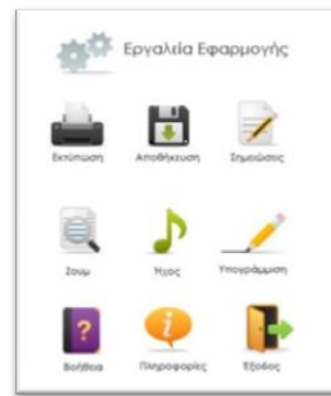 Εργαλεία Εφαρμογής
Εκτύπωση Αποθήκευση Σημειώσεις
Ζουμ Ήχος Υπογράμμιση
Βοήθεια Πληροφορίες Έξοδος